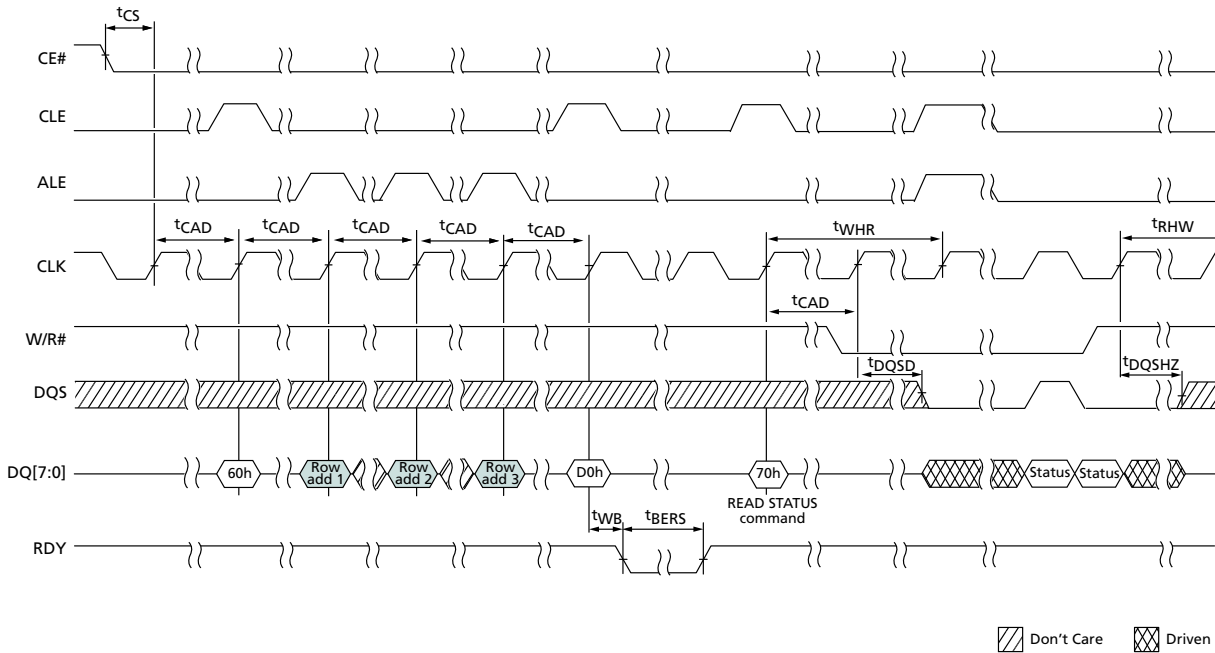 tCS
CE#
CLE
ALE
tCAD tCAD tCAD tCAD tCAD tWHR tRHW
CLK
tCAD
W/R#
tDQSD tDQSHZ
DQS
DQ[7:0] 60h Row add 1 Row add 2 Row add 3 D0h 70h Status Status
READ STATUS
command
tWB tBERS
RDY
Don't Care Driven